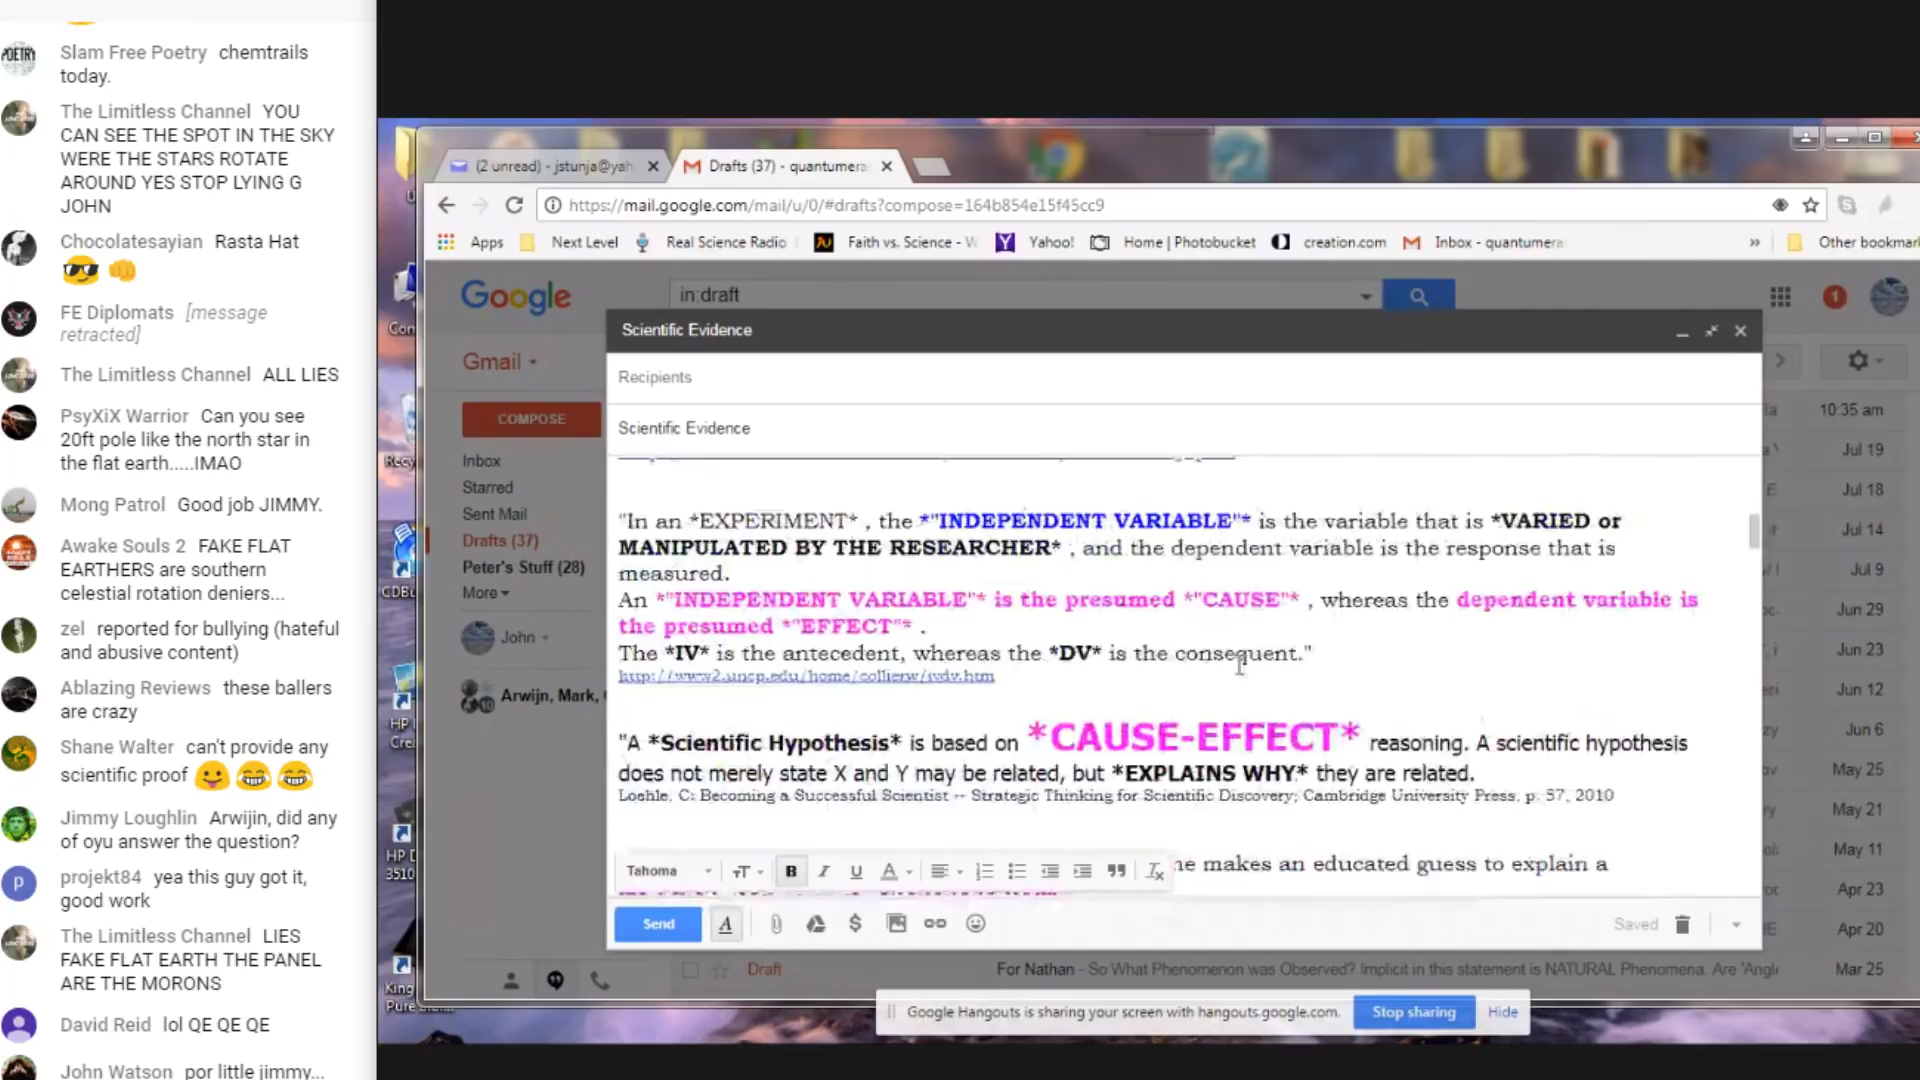 Slam Free Poetry chemtrails
today.
The Limitless Channel YOU
CAN SEE THE SPOT IN THE SKY
WERE THE STARS ROTATE
AROUND YES STOP LYING G
JOHN
Chocolatesayian Rasta Hat
FE Diplomats [message
retracted]
The Limitless Channel ALL LIES
PsyXiX Warrior Can you see
20ft pole like the north star in
the flat earth.....IMAO
Mong Patrol Good job JIMMY.
Awake Souls 2 FAKE FLAT
EARTHERS are southern
celestial rotation deniers...
zel reported for bullying (hateful
and abusive content)
Ablazing Reviews these ballers
are crazy
Shane Walter can't provide any
scientific proof
Jimmy Loughlin Arwijin, did any
of oyu answer the question?
projekt84 yea this guy got it,
good work
The Limitless Channel LIES
FAKE FLAT EARTH THE PANEL
ARE THE MORONS
David Reid lol QE QE QE
John Watson por little jimmy...
(2 unread) - jstunja@yah
Drafts (37) - quantumera
https://mail.google.com/mail/u/0/#drafts?compose=164b854e15f45cc9
Apps Next Level Real Science Radio Faith vs. Science - W Yahoo! Home | Photobucket creation.com Inbox - quantumera » Other bookmar
Google
in:draft
1
Gmail
COMPOSE
Inbox
Starred
Sent Mail
Drafts (37)
Peter's Stuff (28)
More
John
Arwijn, Mark,
Scientific Evidence
Recipients
Scientific Evidence
"In an *EXPERIMENT* , the *"INDEPENDENT VARIABLE"* is the variable that is *VARIED or
MANIPULATED BY THE RESEARCHER* , and the dependent variable is the response that is
measured.
An *"INDEPENDENT VARIABLE"* is the presumed *"CAUSE"* , whereas the dependent variable is
the presumed *"EFFECT"* .
The *IV* is the antecedent, whereas the *DV* is the consequent."
http://www2.uncp.edu/home/collierw/ivdv.htm
"A *Scientific Hypothesis* is based on *CAUSE-EFFECT* reasoning. A scientific hypothesis
does not merely state X and Y may be related, but *EXPLAINS WHY* they are related.
Loehle, C: Becoming a Successful Scientist -- Strategic Thinking for Scientific Discovery; Cambridge University Press, p. 57, 2010
makes an educated guess to explain a
Tahoma
Send
Saved
10:35 am
Jul 19
Jul 18
Jul 14
Jul 9
Jun 29
Jun 23
Jun 12
Jun 6
May 25
May 21
May 11
Apr 23
Apr 20
Mar 25
Draft
For Nathan - So What Phenomenon was Observed? Implicit in this statement is NATURAL Phenomena. Are 'Angle
Google Hangouts is sharing your screen with hangouts.google.com.
Stop sharing
Hide